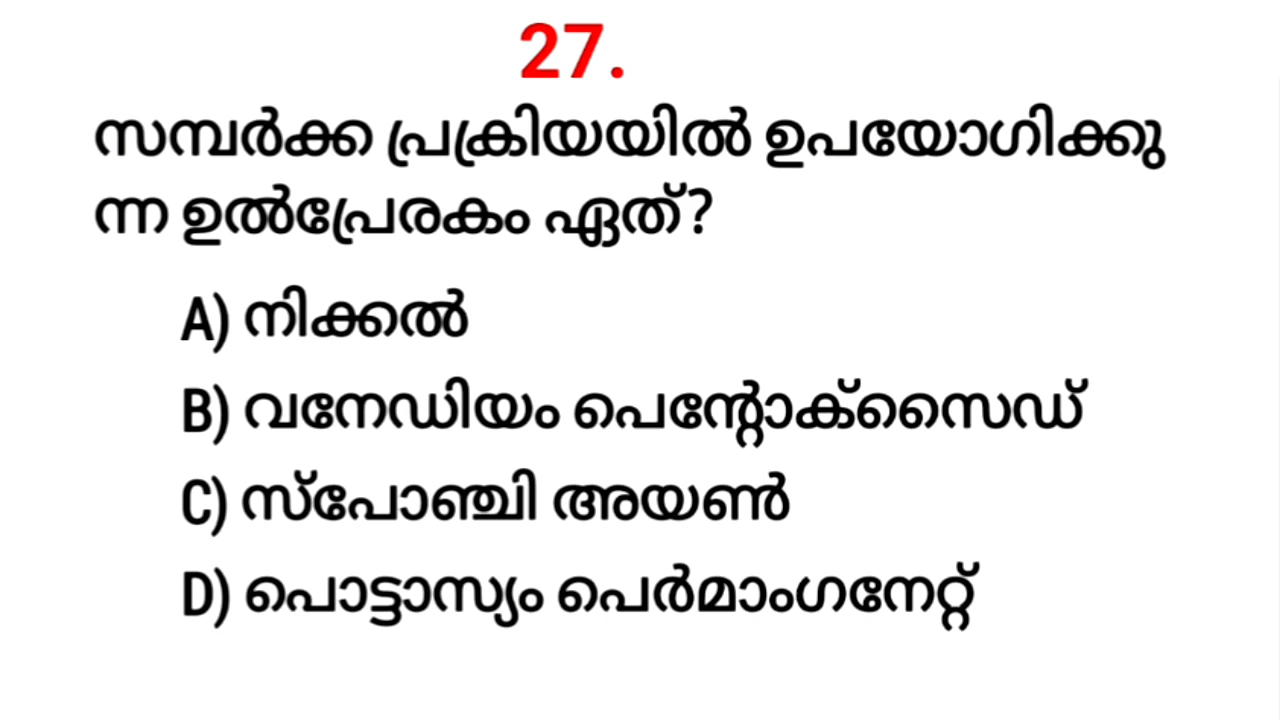 27.
സമ്പർക്ക പ്രക്രിയയിൽ ഉപയോഗിക്കു
ന്ന ഉൽപ്രേരകം ഏത്?
A) നിക്കൽ
B) വനേഡിയം പെന്റോക്സൈഡ്
C) സ്പോഞ്ചി അയൺ
D) പൊട്ടാസ്യം പെർമാംഗനേറ്റ്